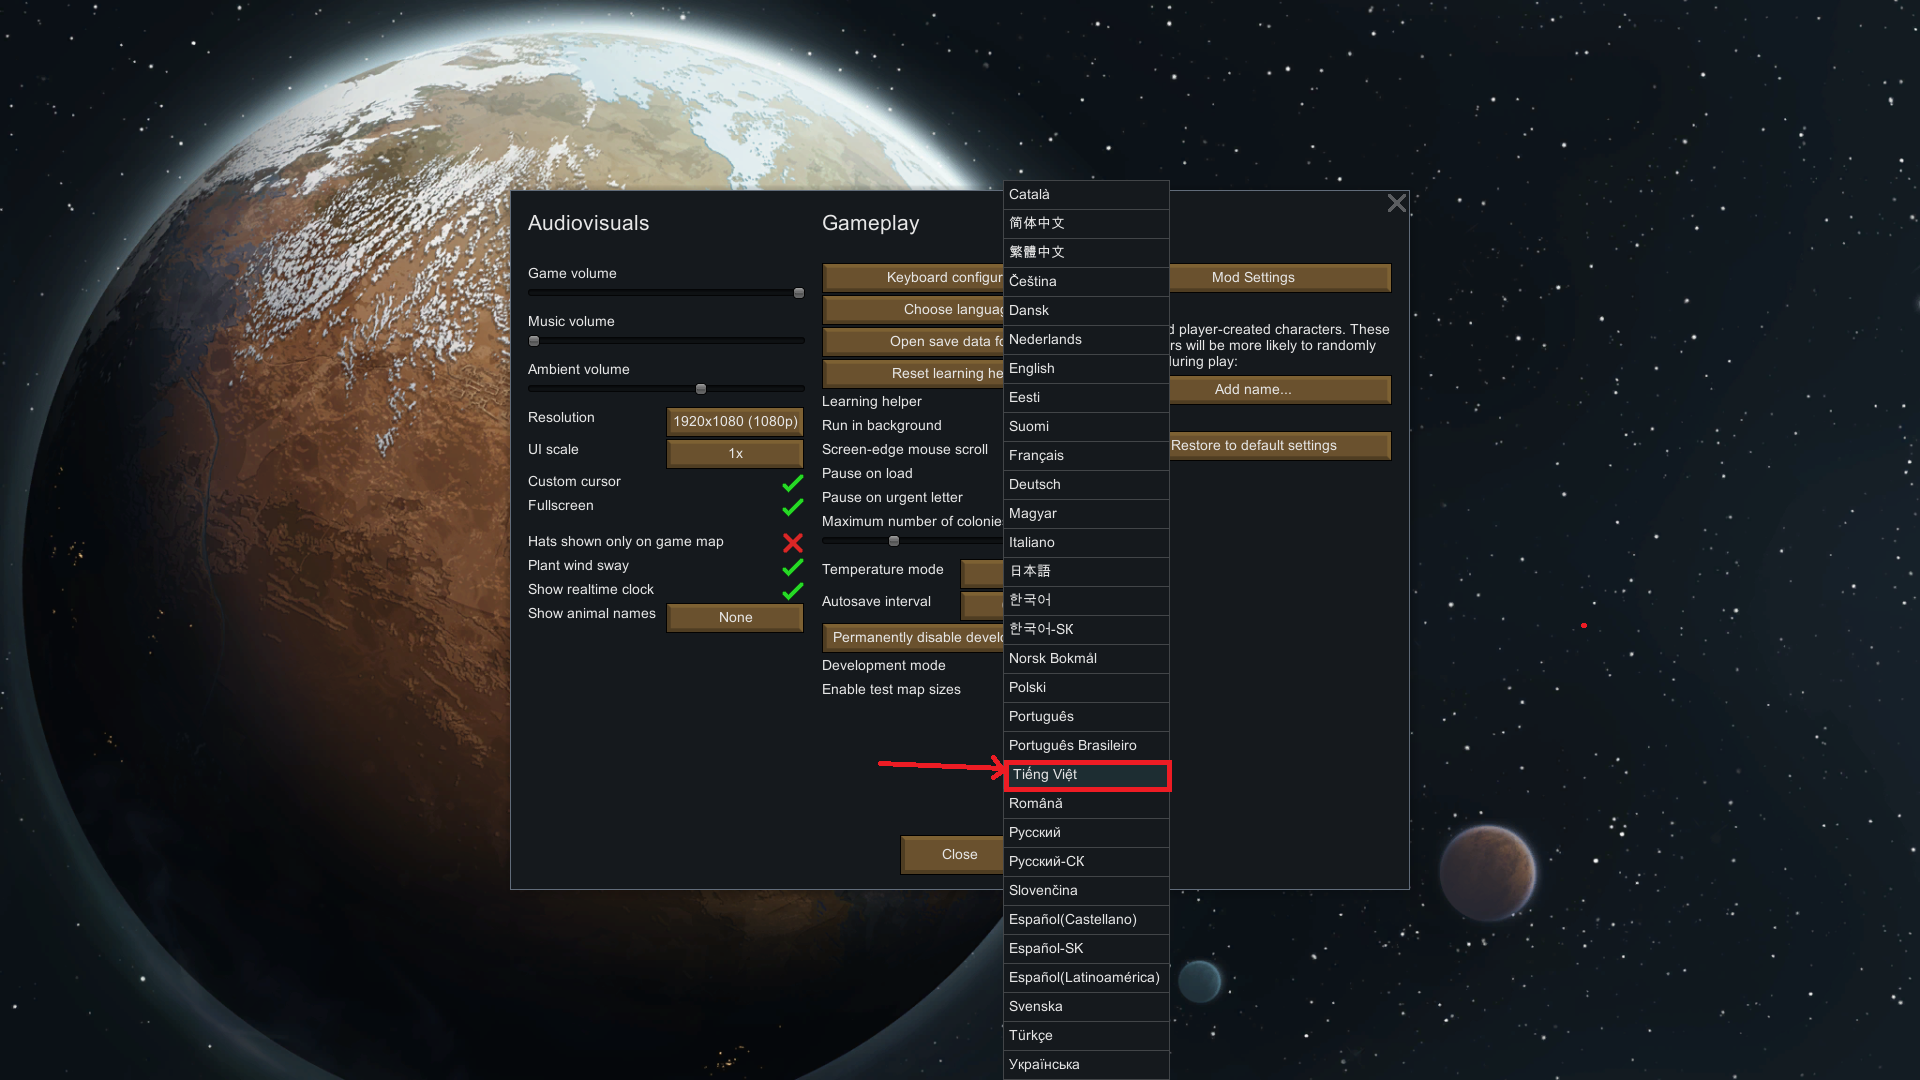 Audiovisuals
Game volume
Music volume
Ambient volume
Resolution
1920x1080 (1080p)
UI scale
1x
Custom cursor
Fullscreen
Hats shown only on game map
Plant wind sway
Show realtime clock
Show animal names
None
Gameplay
Keyboard configur
Choose languag
Open save data fo
Reset learning he
Learning helper
Run in background
Screen-edge mouse scroll
Pause on load
Pause on urgent letter
Maximum number of colonie
Temperature mode
Autosave interval
Permanently disable develo
Development mode
Enable test map sizes
Close
Català
简体中文
繁體中文
Čeština
Dansk
Nederlands
English
Eesti
Suomi
Français
Deutsch
Magyar
Italiano
日本語
한국어
한국어-SK
Norsk Bokmål
Polski
Português
Português Brasileiro
Tiếng Việt
Română
Русский
Русский-СК
Slovenčina
Español(Castellano)
Español-SK
Español(Latinoamérica)
Svenska
Türkçe
Українська
Mod Settings
d player-created characters. These
rs will be more likely to randomly
during play:
Add name...
Restore to default settings